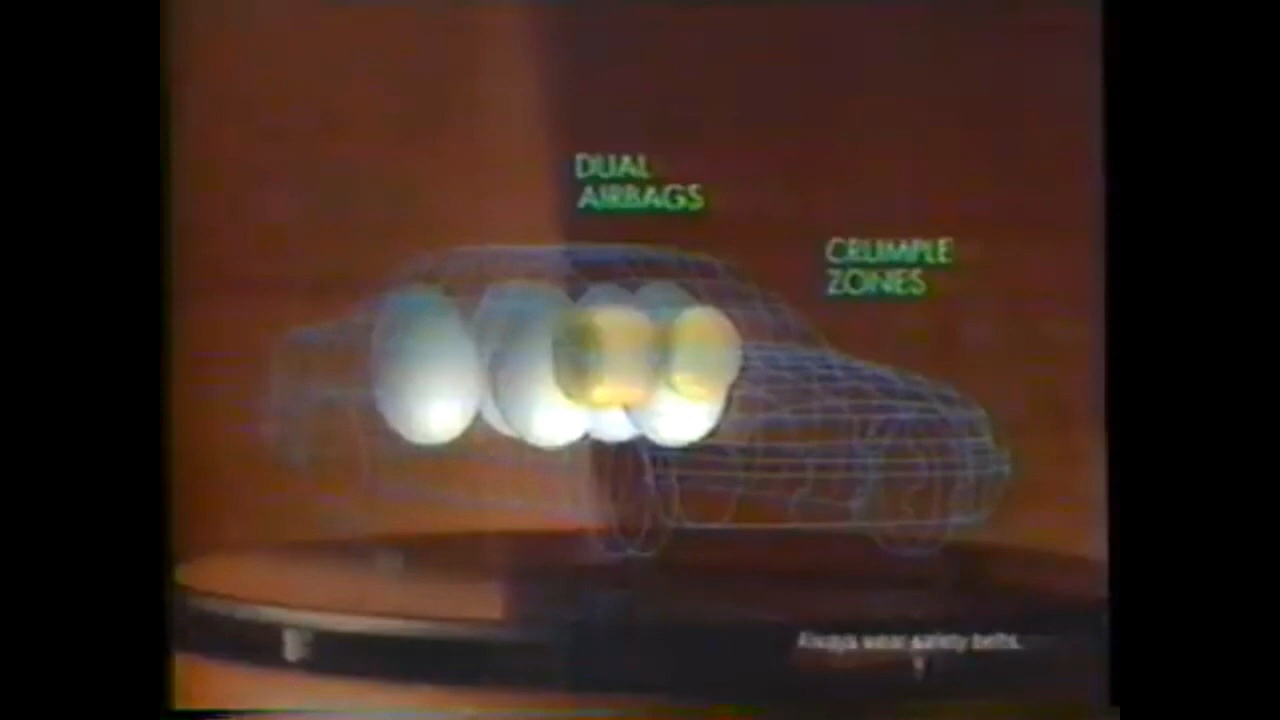 DUAL
AIRBAGS
CRUMPLE
ZONES
Always wear safety belts.